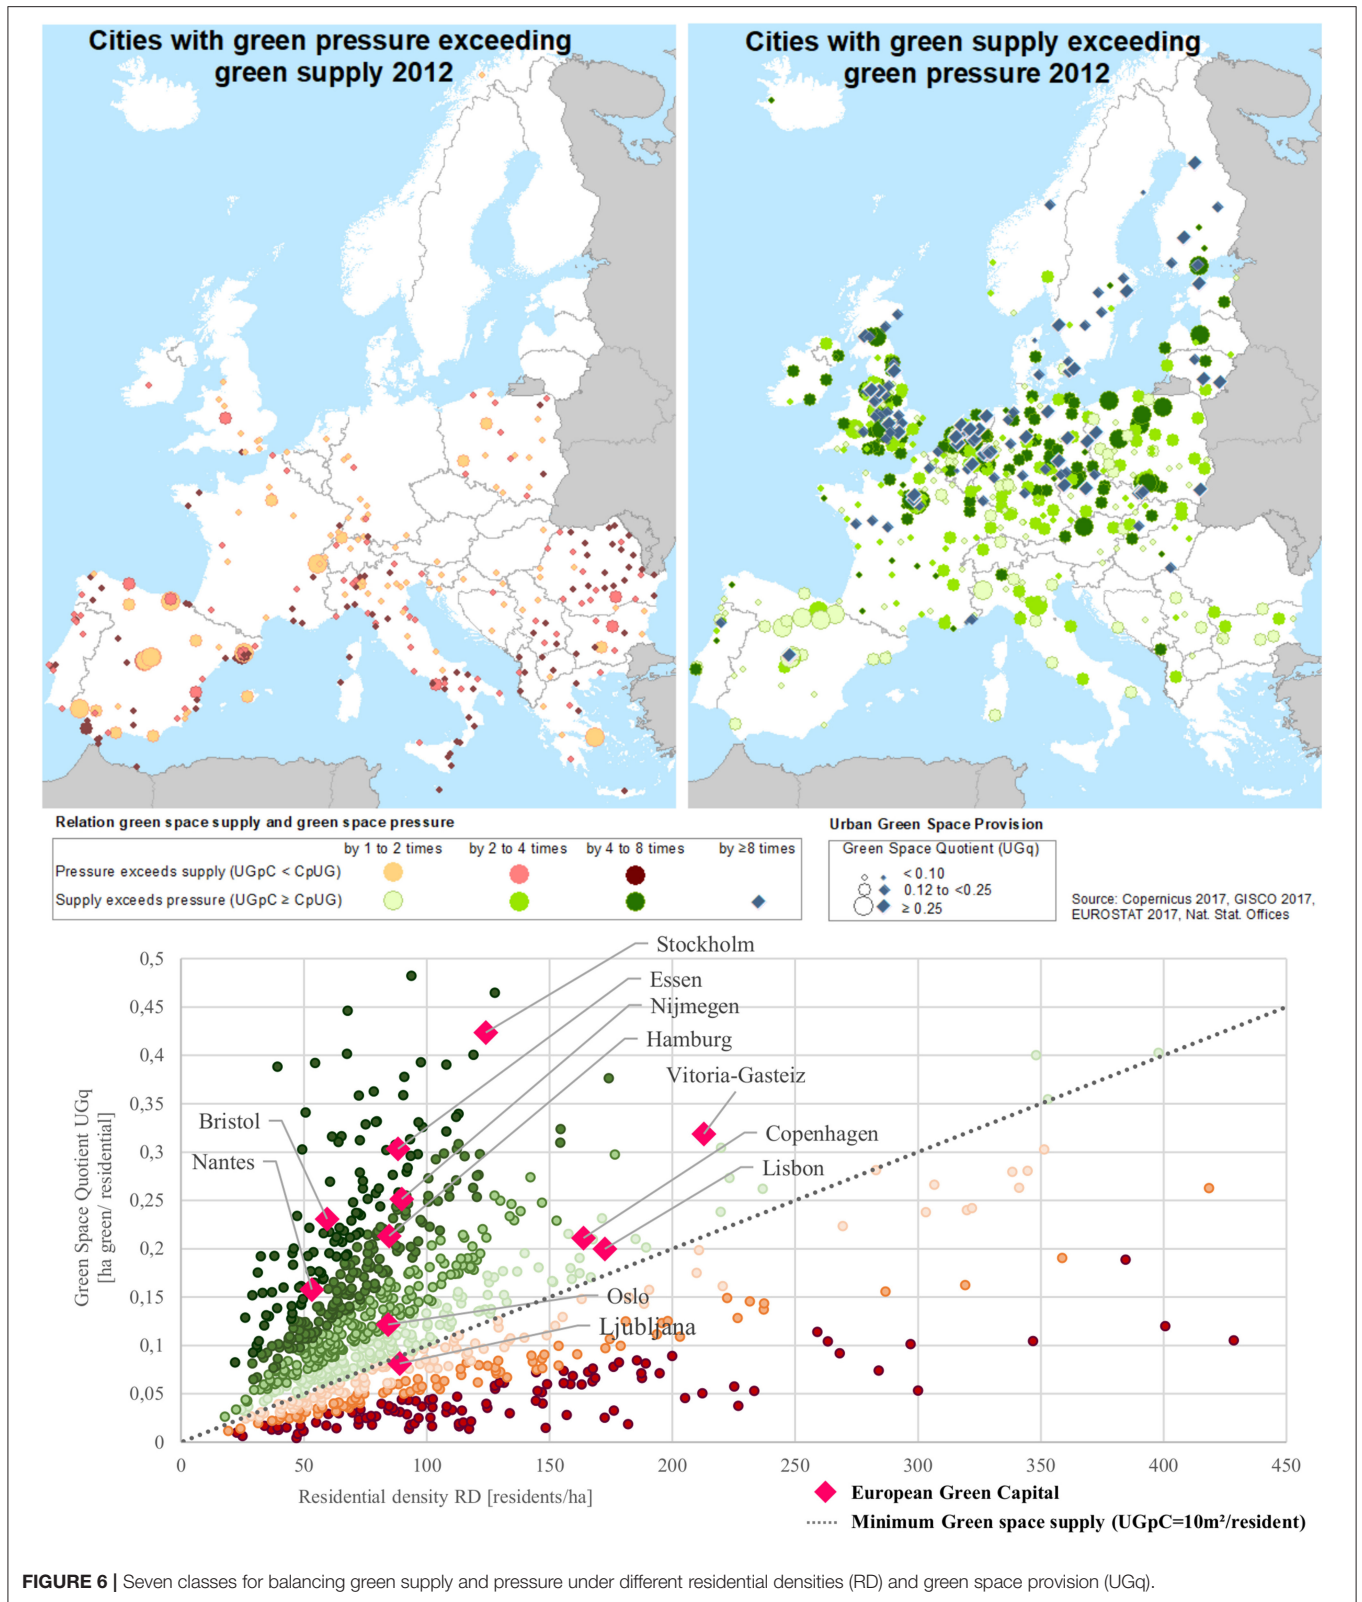 Cities with green pressure exceeding
green supply 2012
Cities with green supply exceeding
green pressure 2012
Relation green space supply and green space pressure
by 1 to 2 times
by 2 to 4 times
by 4 to 8 times
by ≥8 times
Pressure exceeds supply (UGpC < CpUG)
Supply exceeds pressure (UGpC ≥ CpUG)
Urban Green Space Provision
Green Space Quotient (UGq)
< 0.10
0.12 to <0.25
≥ 0.25
Source: Copernicus 2017, GISCO 2017,
EUROSTAT 2017, Nat. Stat. Offices
Green Space Quotient UGq
[ha green/ residential]
0,5
0,45
0,4
0,35
0,3
0,25
0,2
0,15
0,1
0,05
0
Stockholm
Essen
Nijmegen
Hamburg
Vitoria-Gasteiz
Bristol
Copenhagen
Nantes
Lisbon
Oslo
Ljubljana
0 50 100 150 200 250 300 350 400 450
Residential density RD [residents/ha]
European Green Capital
Minimum Green space supply (UGpC=10m²/resident)
FIGURE 6 | Seven classes for balancing green supply and pressure under different residential densities (RD) and green space provision (UGq).